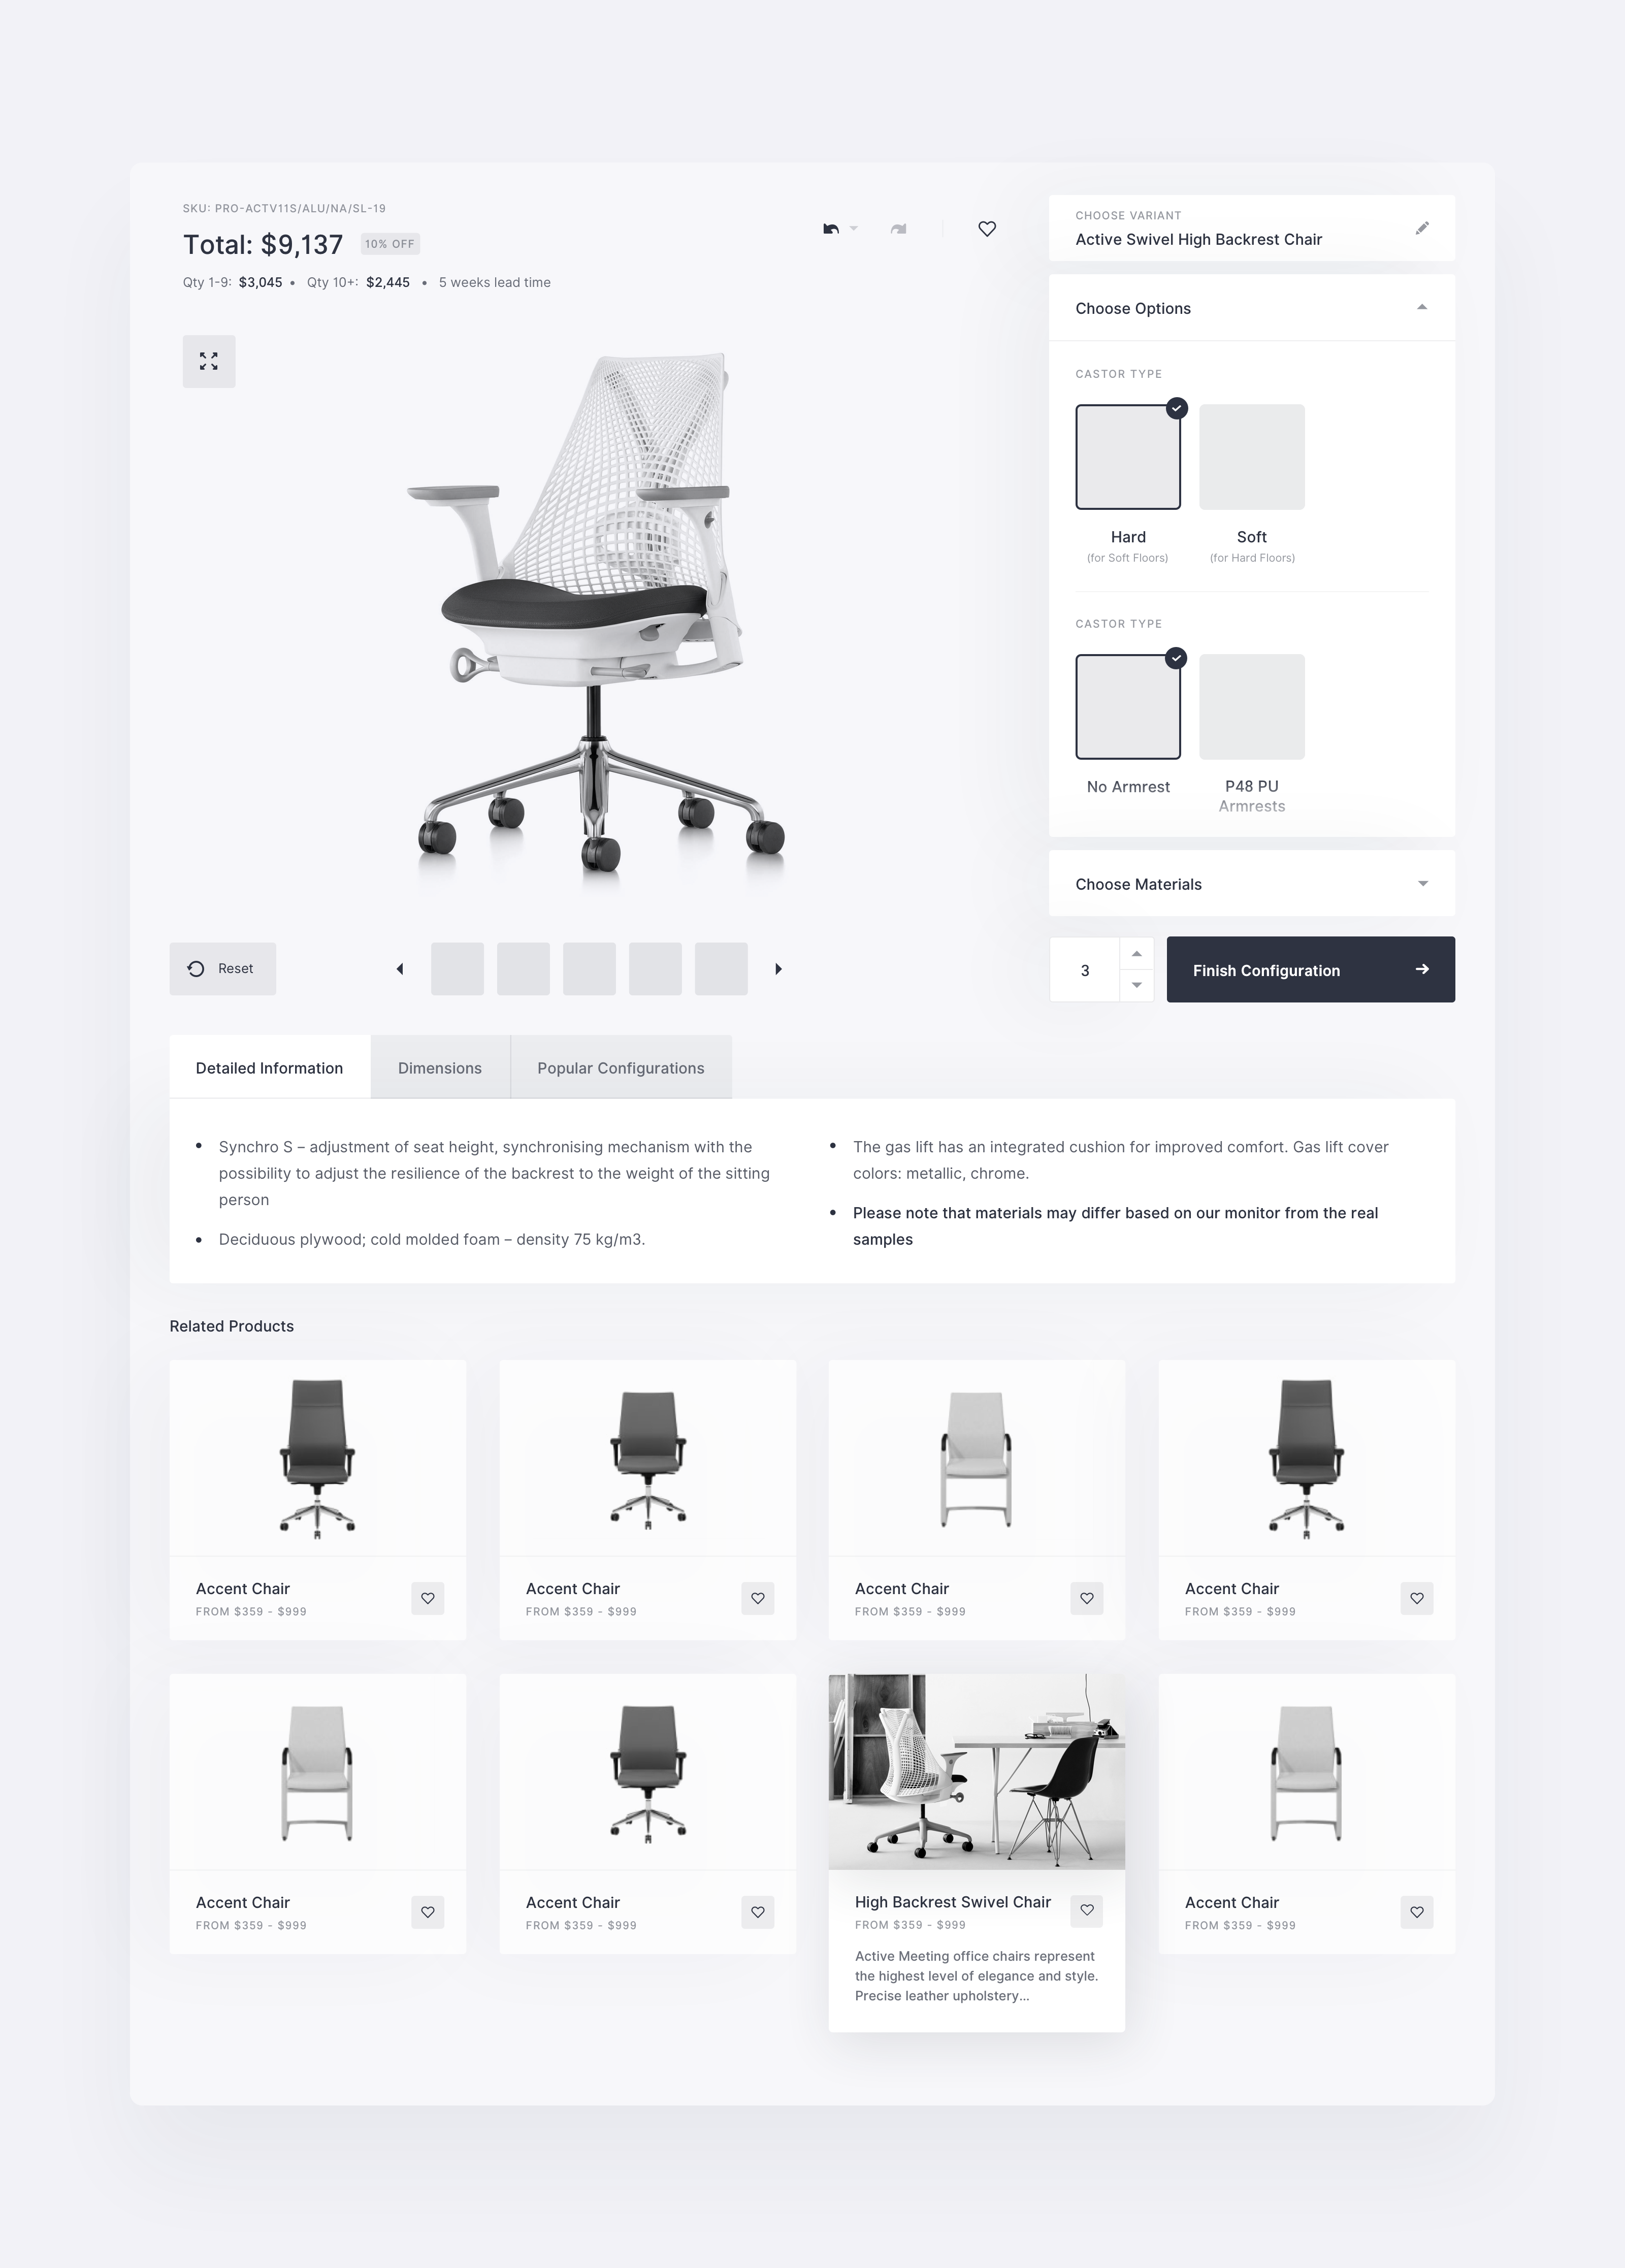 SKU: PRO-ACTV11S/ALU/NA/SL-19
Total: $9,137 10% OFF
Qty 1-9: $3,045 • Qty 10+: $2,445 • 5 weeks lead time
CHOOSE VARIANT
Active Swivel High Backrest Chair
Choose Options
CASTOR TYPE
Hard Soft
(for Soft Floors) (for Hard Floors)
CASTOR TYPE
No Armrest P48 PU
Armrests
Choose Materials
Reset
3 Finish Configuration
Detailed Information Dimensions Popular Configurations
• Synchro S – adjustment of seat height, synchronising mechanism with the
possibility to adjust the resilience of the backrest to the weight of the sitting
person
• Deciduous plywood; cold molded foam – density 75 kg/m3.
• The gas lift has an integrated cushion for improved comfort. Gas lift cover
colors: metallic, chrome.
• Please note that materials may differ based on our monitor from the real
samples
Related Products
Accent Chair
FROM $359 - $999
Accent Chair
FROM $359 - $999
Accent Chair
FROM $359 - $999
Accent Chair
FROM $359 - $999
Accent Chair
FROM $359 - $999
Accent Chair
FROM $359 - $999
High Backrest Swivel Chair
FROM $359 - $999
Active Meeting office chairs represent
the highest level of elegance and style.
Precise leather upholstery...
Accent Chair
FROM $359 - $999